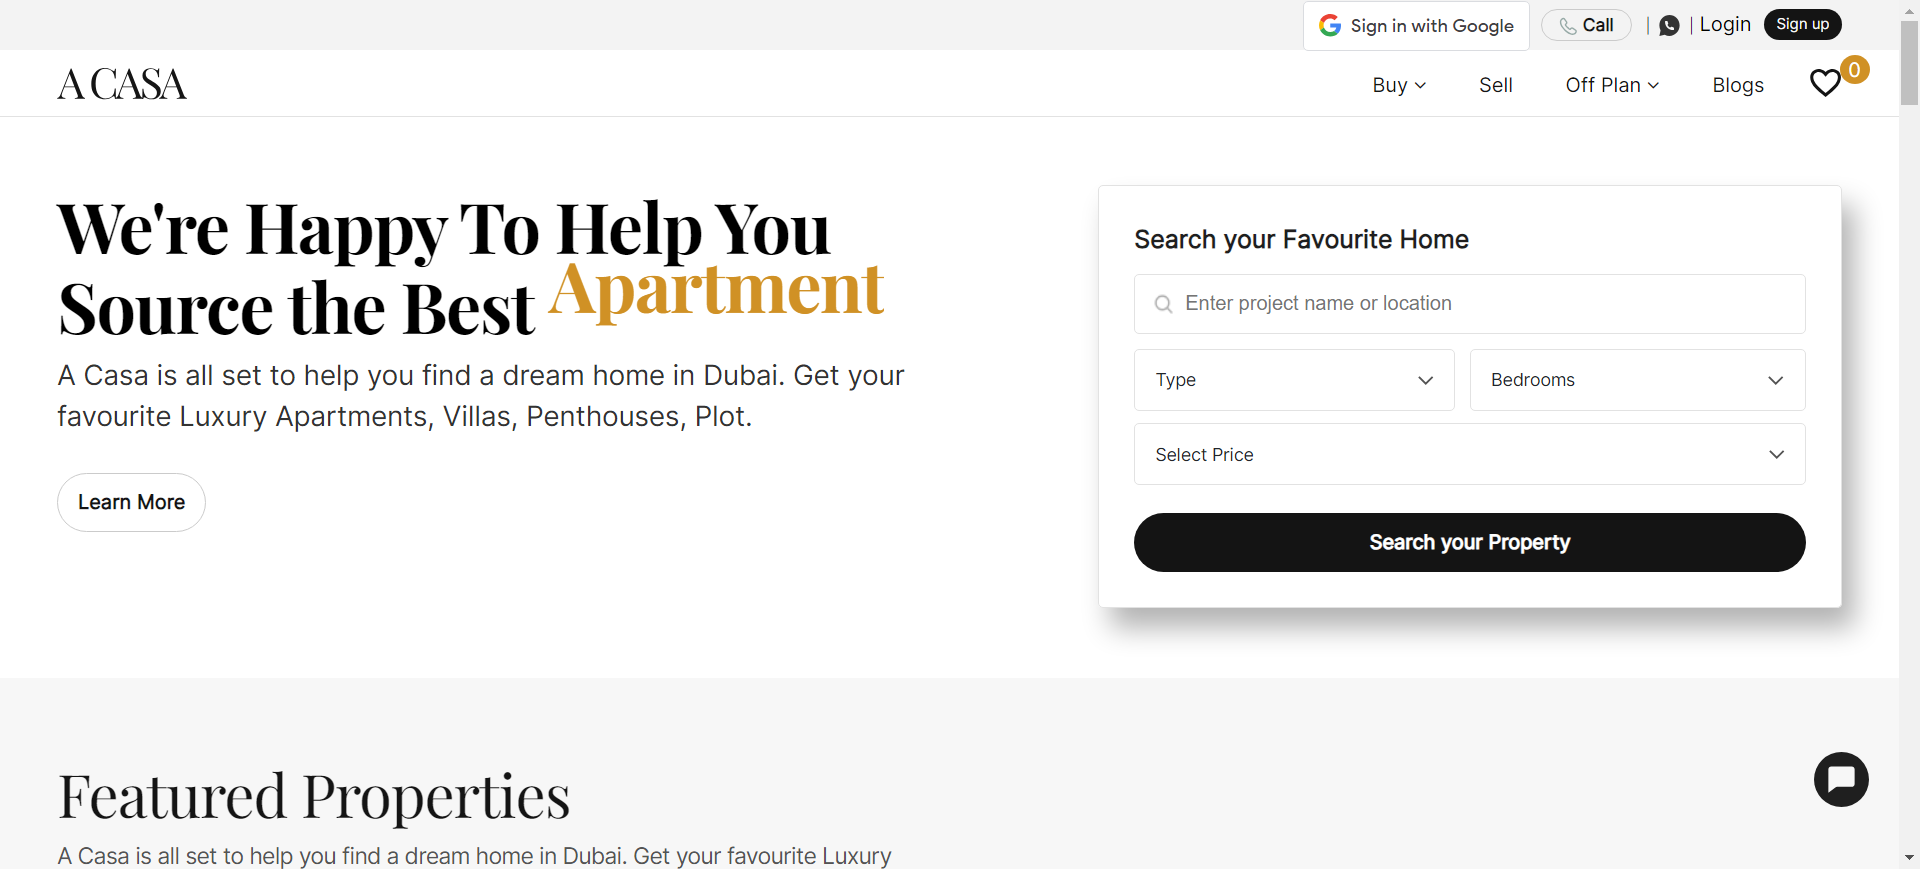 Sign in with Google
Call
| | Login
Sign up
A CASA
Buy
Sell
Off Plan
Blogs
0
We're Happy To Help You
Source the Best Apartment
A Casa is all set to help you find a dream home in Dubai. Get your
favourite Luxury Apartments, Villas, Penthouses, Plot.
Learn More
Search your Favourite Home
Enter project name or location
Type
Bedrooms
Select Price
Search your Property
Featured Properties
A Casa is all set to help you find a dream home in Dubai. Get your favourite Luxury